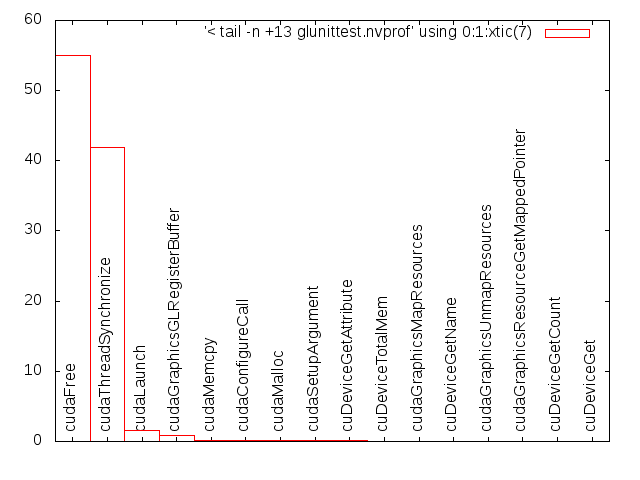 60
'< tail -n +13 glunittest.nvprof' using 0:1:xtic(7)
50
40
30
20
10
0
cudaFree
cudaThreadSynchronize
cudaLaunch
cudaGraphicsGLRegisterBuffer
cudaMemcpy
cudaConfigureCall
cudaMalloc
cudaSetupArgument
cuDeviceGetAttribute
cuDeviceTotalMem
cudaGraphicsMapResources
cuDeviceGetName
cudaGraphicsUnmapResources
cudaGraphicsResourceGetMappedPointer
cuDeviceGetCount
cuDeviceGet